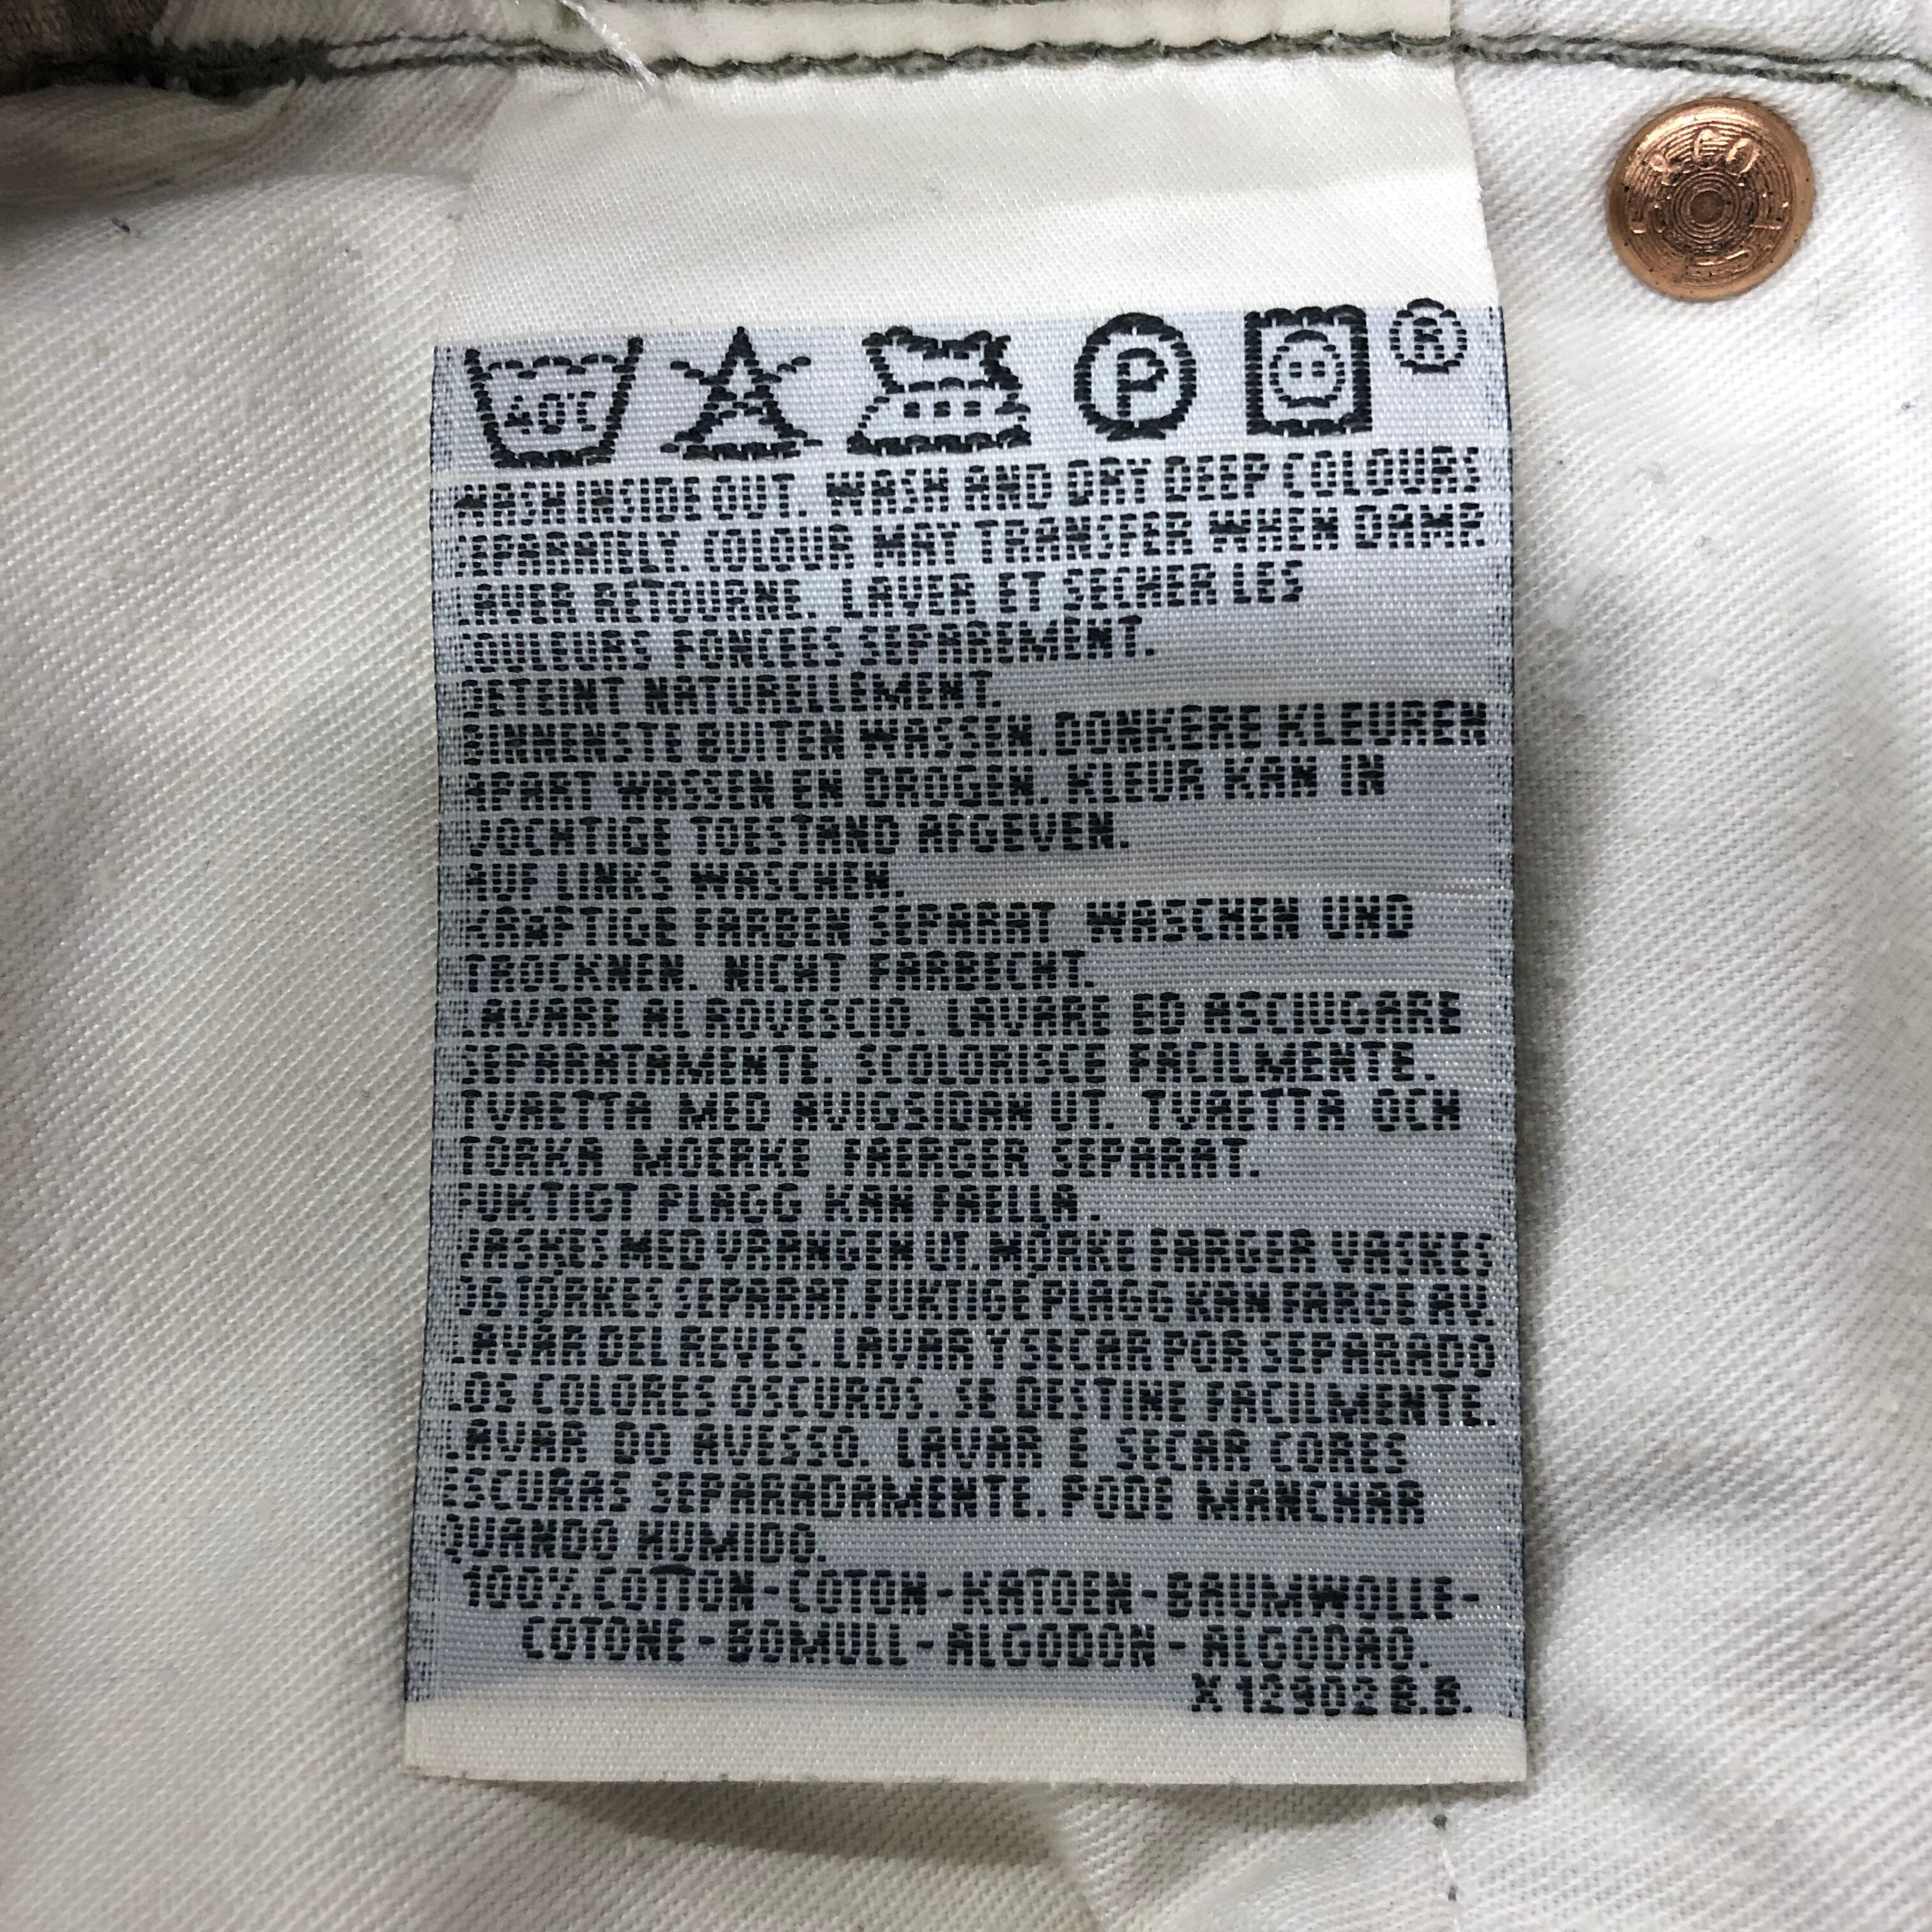 40°C P ®
WASH INSIDE OUT. WASH AND DRY DEEP COLOURS
SEPARATELY. COLOUR MAY TRANSFER WHEN DAMP.
LAVER RETOURNE. LAVER ET SECHER LES
COULEURS FONCEES SEPAREMENT.
DETEINT NATURELLEMENT.
BINNENSTE BUITEN WASSEN. DONKERE KLEUREN
APART WASSEN EN DROGEN. KLEUR KAN IN
VOCHTIGE TOESTAND AFGEVEN.
AUF LINKS WASCHEN.
KRAWFTIGE FARBEN SEPARAT WASCHEN UND
TROCKNEN. NICHT FARBECHT.
LAVARE AL ROVESCIO. LAVARE ED ASCIUGARE
SEPARATAMENTE. SCOLORISCE FACILMENTE.
TVAETTA MED AVIGSIDAN UT. TVAETTA OCH
TORKA MOERKE FAERGER SEPARAT.
FUKTIGT PLAGG KAN FAELLA.
VASKES MED VRANGEN UT. MÖRKE FARGER VASKES
OG TÖRKES SEPARAT. FUKTIGE PLAGG KAN FARGE AV
LAVAR DEL REVES. LAVAR Y SECAR POR SEPARADO
LOS COLORES OSCUROS. SE DESTINE FACILMENTE.
LAVAR DO AVESSO. LAVAR E SECAR CORES
ESCURAS SEPARADAMENTE. PODE MANCHAR
QUANDO HUMIDO.
100% COTTON - COTON - KATOEN - BAUMWOLLE -
COTONE - BOMULL - ALGODON - ALGODAO.
X 12902 B.B.